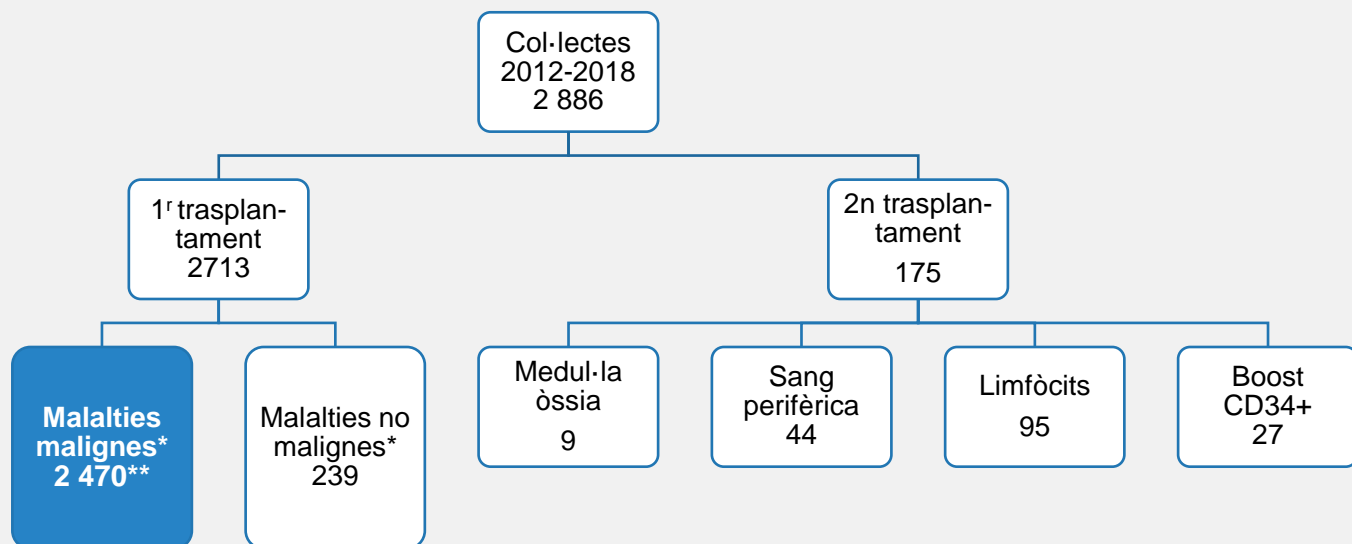 Col·lectes
2012-2018
2 886
1ʳ trasplan-
tament
2713
2n trasplan-
tament
175
Malalties
malignes*
2 470**
Malalties no
malignes*
239
Medul·la
òssia
9
Sang
perifèrica
44
Limfòcits
95
Boost
CD34+
27